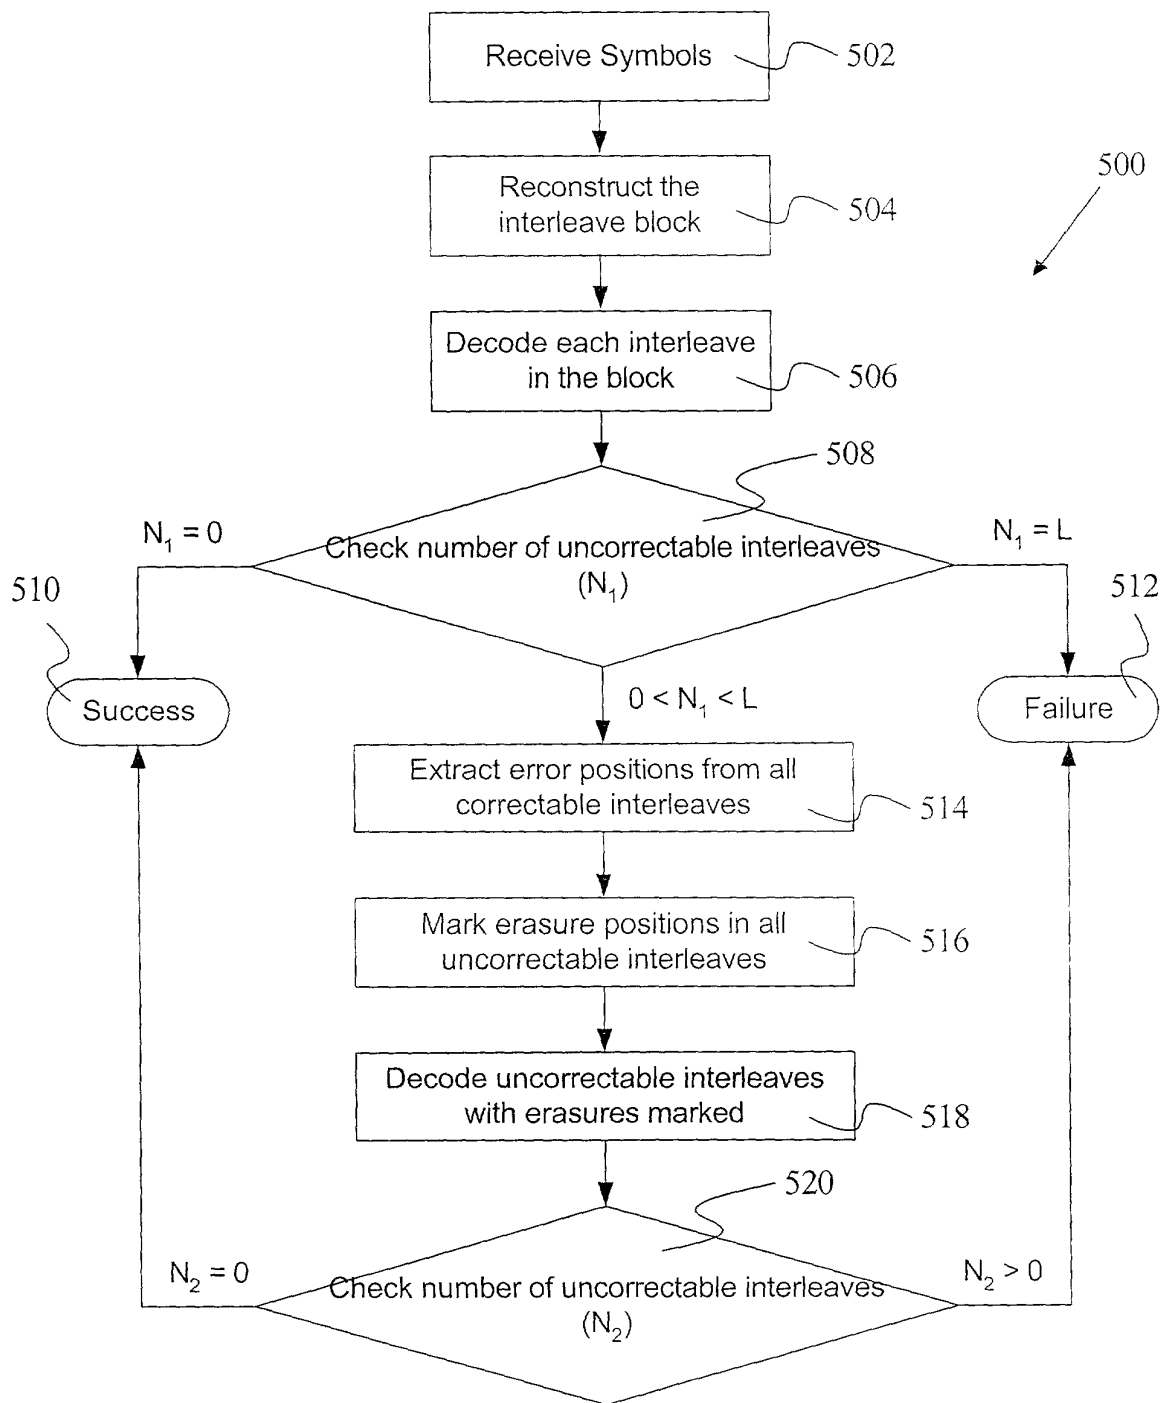 Receive Symbols
502
Reconstruct the
interleave block
504
500
Decode each interleave
in the block
506
508
N₁ = 0
Check number of uncorrectable interleaves
(N₁)
N₁ = L
510
512
Success
0 < N₁ < L
Failure
Extract error positions from all
correctable interleaves
514
Mark erasure positions in all
uncorrectable interleaves
516
Decode uncorrectable interleaves
with erasures marked
518
520
N₂ = 0
Check number of uncorrectable interleaves
(N₂)
N₂ > 0